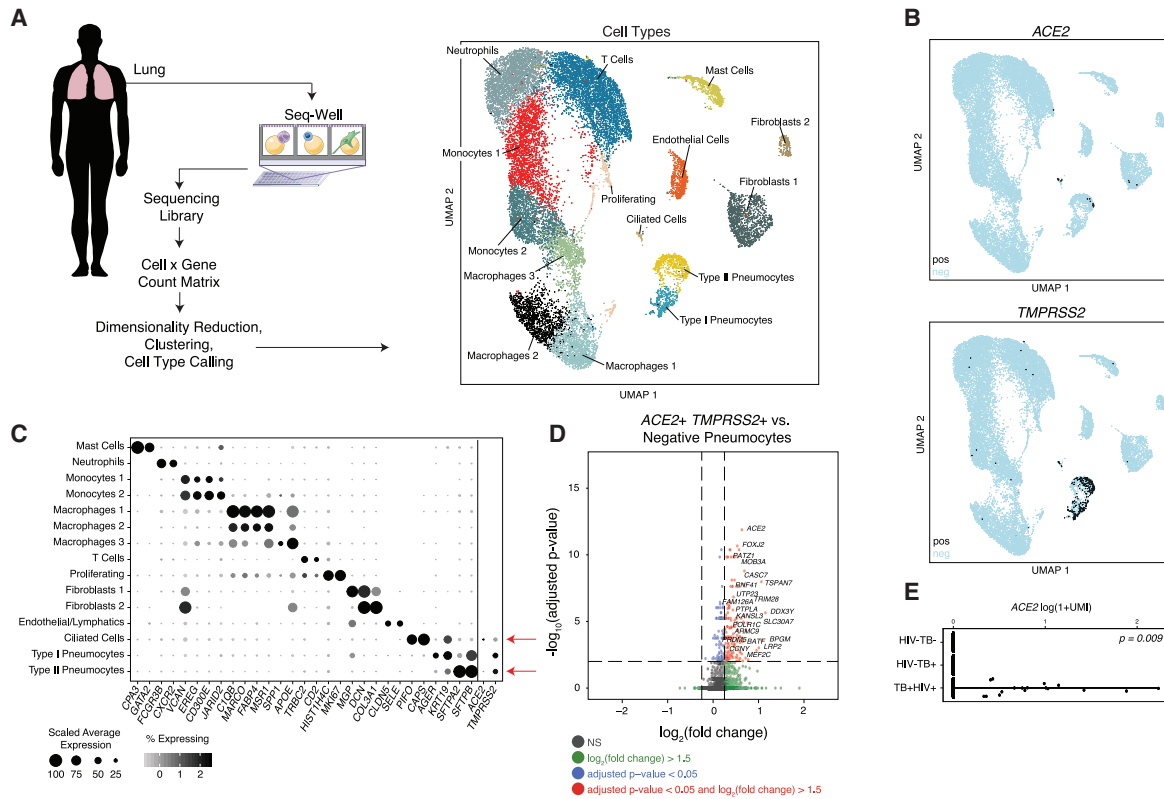 A
Lung
Seq-Well
Sequencing
Library
Cell x Gene
Count Matrix
Dimensionality Reduction,
Clustering,
Cell Type Calling
Cell Types
Neutrophils
T Cells
Mast Cells
Fibroblasts 2
Endothelial Cells
Monocytes 1
Fibroblasts 1
Proliferating
Ciliated Cells
Monocytes 2
Macrophages 3
Type II Pneumocytes
Type I Pneumocytes
Macrophages 2
Macrophages 1
UMAP 2
UMAP 1
B
ACE2
UMAP 2
pos
neg
UMAP 1
TMPRSS2
UMAP 2
pos
neg
UMAP 1
C
Mast Cells
Neutrophils
Monocytes 1
Monocytes 2
Macrophages 1
Macrophages 2
Macrophages 3
T Cells
Proliferating
Fibroblasts 1
Fibroblasts 2
Endothelial/Lymphatics
Ciliated Cells
Type I Pneumocytes
Type II Pneumocytes
CPA3
GATA2
FCGR3B
CXCR2
VCAN
EREG
CD300E
JARID2
C1QB
MARCO
FABP4
MSR1
SPP1
APOE
TRBC2
CD2
HIST1H4C
MKI67
MGP
DCN
COL3A1
CLDN5
SELE
PIFO
CAPS
AGER
KRT19
SFTPA2
SFTPB
ACE2
TMPRSS2
Scaled Average
Expression
100 75 50 25
% Expressing
0 1 2
D
ACE2+ TMPRSS2+ vs.
Negative Pneumocytes
-log10(adjusted p-value)
15
10
5
0
ACE2
FOXJ2
PATZ1
MOB3A
CASC7
TSPAN7
RNF41
UTP23
FAM126A
TRIM28
PTPLA
DDX3Y
KANSL3
SLC30A7
POLR1C
ARMC9
PRDM5
BATF
BPGM
CGNY
LRP2
MEF2C
-2 -1 0 1 2
log2(fold change)
NS
log2(fold change) > 1.5
adjusted p-value < 0.05
adjusted p-value < 0.05 and log2(fold change) > 1.5
E
ACE2 log(1+UMI)
0 1 2
p = 0.009
HIV-TB-
HIV-TB+
TB+HIV+